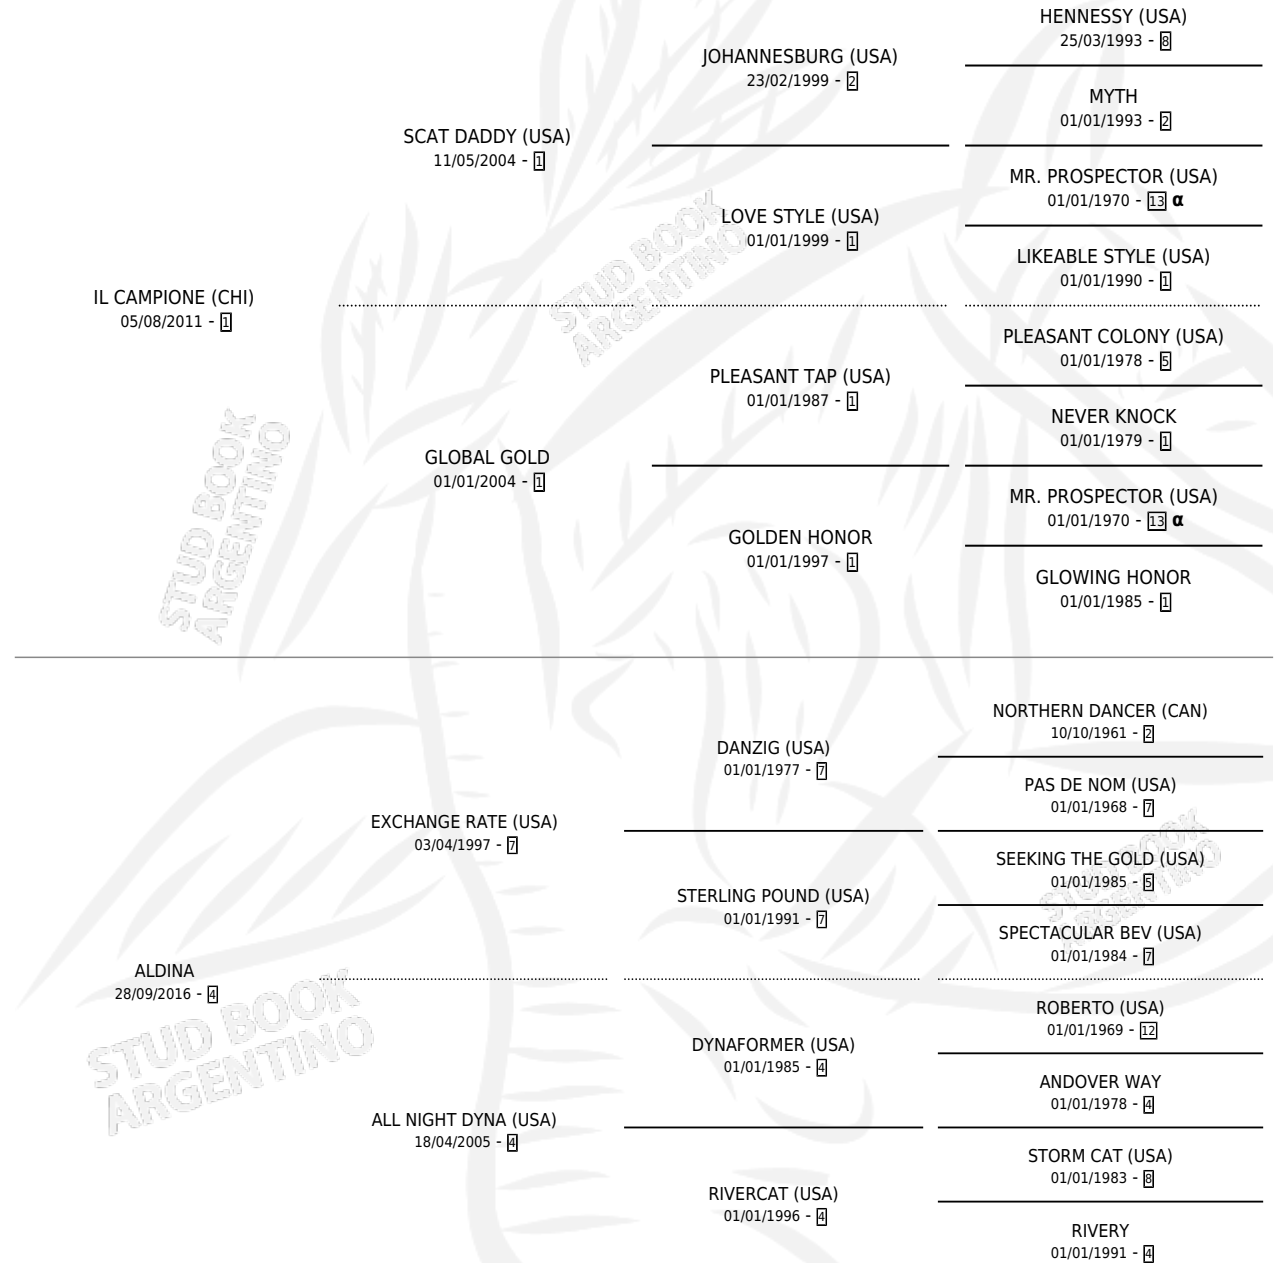 HENNESSY (USA)
25/03/1993 - 8
JOHANNESBURG (USA)
23/02/1999 - 2
MYTH
01/01/1993 - 2
SCAT DADDY (USA)
11/05/2004 - 1
MR. PROSPECTOR (USA)
01/01/1970 - 13 α
LOVE STYLE (USA)
01/01/1999 - 1
LIKEABLE STYLE (USA)
01/01/1990 - 1
IL CAMPIONE (CHI)
05/08/2011 - 1
PLEASANT COLONY (USA)
01/01/1978 - 5
PLEASANT TAP (USA)
01/01/1987 - 1
NEVER KNOCK
01/01/1979 - 1
GLOBAL GOLD
01/01/2004 - 1
MR. PROSPECTOR (USA)
01/01/1970 - 13 α
GOLDEN HONOR
01/01/1997 - 1
GLOWING HONOR
01/01/1985 - 1
STUD BOOK
ARGENTINO
STUD BOOK
ARGENTINO
NORTHERN DANCER (CAN)
10/10/1961 - 2
DANZIG (USA)
01/01/1977 - 7
PAS DE NOM (USA)
01/01/1968 - 7
EXCHANGE RATE (USA)
03/04/1997 - 7
SEEKING THE GOLD (USA)
01/01/1985 - 5
STERLING POUND (USA)
01/01/1991 - 7
SPECTACULAR BEV (USA)
01/01/1984 - 7
ALDINA
28/09/2016 - 4
ROBERTO (USA)
01/01/1969 - 12
DYNAFORMER (USA)
01/01/1985 - 4
ANDOVER WAY
01/01/1978 - 4
ALL NIGHT DYNA (USA)
18/04/2005 - 4
STORM CAT (USA)
01/01/1983 - 8
RIVERCAT (USA)
01/01/1996 - 4
RIVERY
01/01/1991 - 4
STUD BOOK
ARGENTINO
STUD BOOK
ARGENTINO